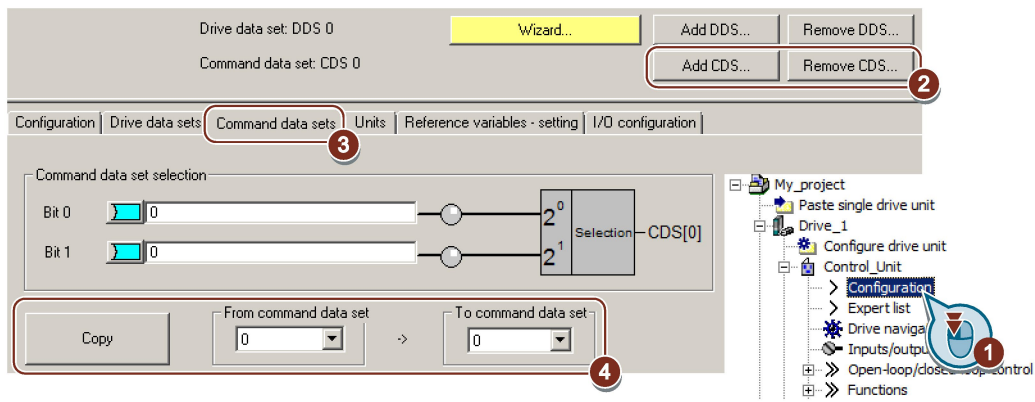 Drive data set: DDS 0
Wizard...
Add DDS...
Remove DDS...
Command data set: CDS 0
Add CDS...
Remove CDS...
2
Configuration
Drive data sets
Command data sets
Units
Reference variables - setting
I/O configuration
3
Command data set selection
Bit 0
0
Bit 1
0
2^0
2^1
Selection
CDS[0]
Copy
From command data set
0
->
To command data set
0
4
My_project
Paste single drive unit
Drive_1
Configure drive unit
Control_Unit
Configuration
Expert list
Drive naviga
Inputs/outpu
Open-loop/closed-loop control
Functions
1